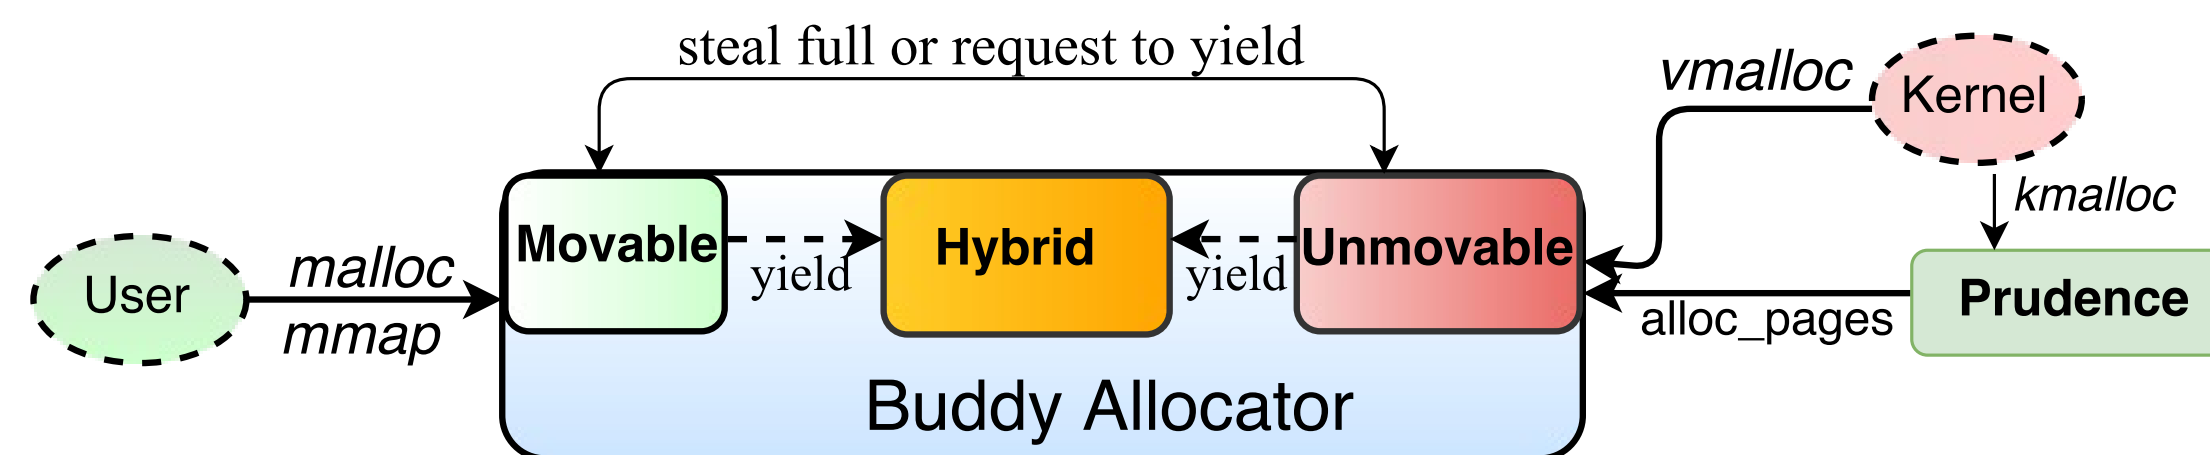 steal full or request to yield
vmalloc
Kernel
kmalloc
User
malloc
mmap
Movable
yield
Hybrid
yield
Unmovable
alloc_pages
Prudence
Buddy Allocator